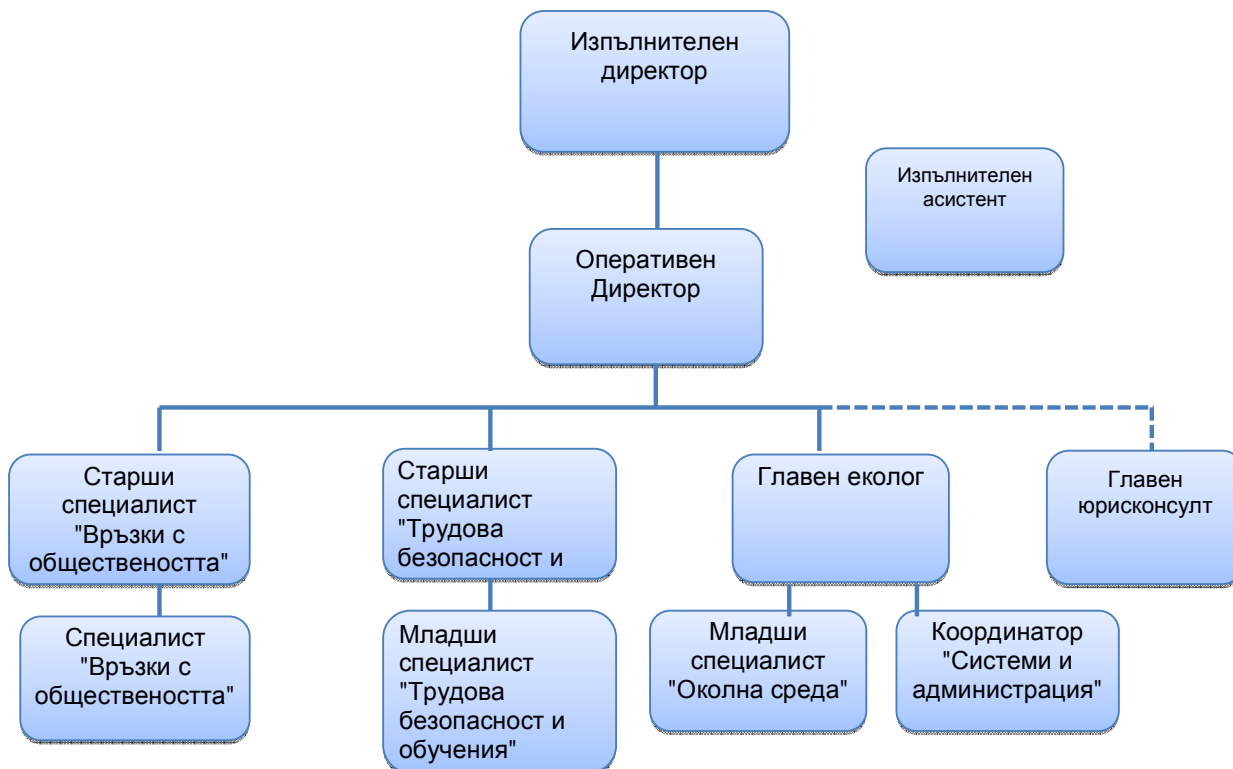 Изпълнителен
директор
Изпълнителен
асистент
Оперативен
Директор
Старши
специалист
"Връзки с
обществеността"
Старши
специалист
"Трудова
безопасност и
Главен еколог
Главен
юрисконсулт
Специалист
"Връзки с
обществеността"
Младши
специалист
"Трудова
безопасност и
обучения"
Младши
специалист
"Околна среда"
Координатор
"Системи и
администрация"